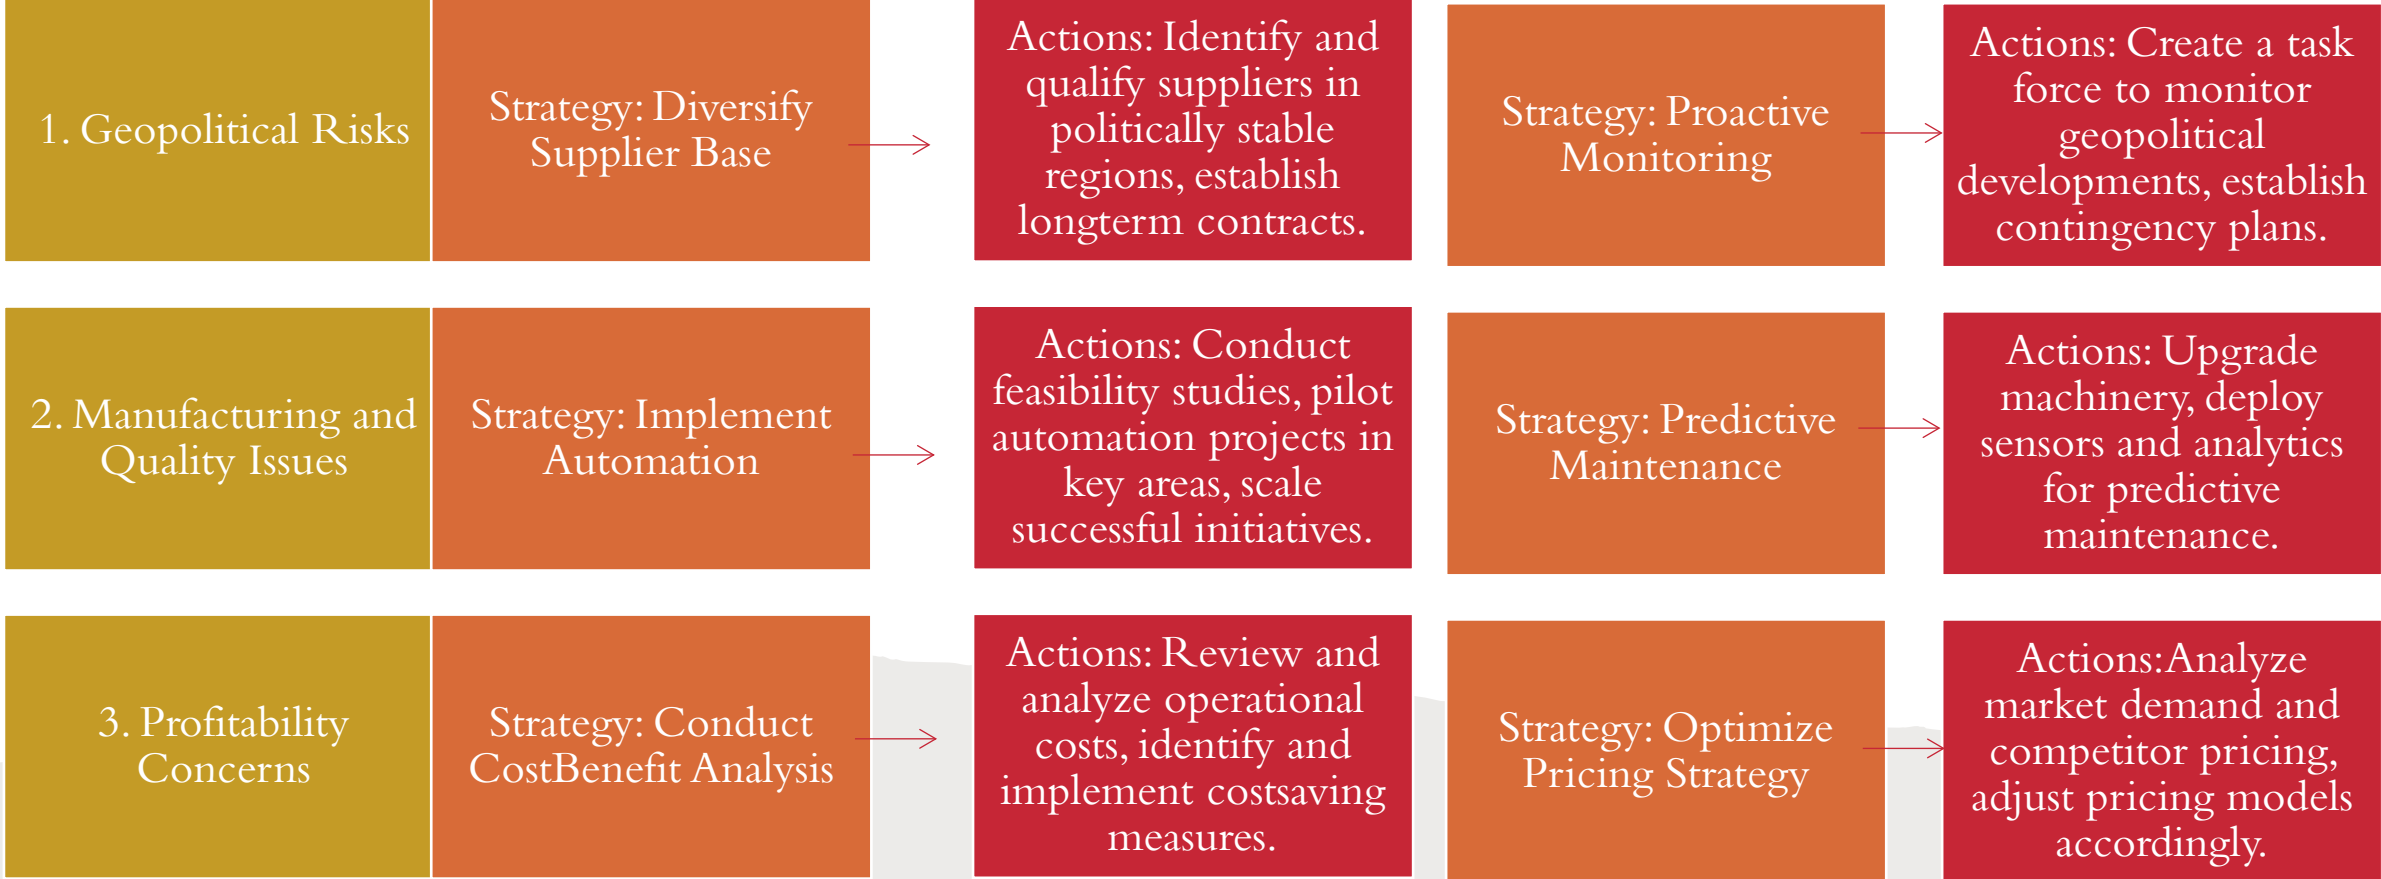 1. Geopolitical Risks
Strategy: Diversify
Supplier Base
Actions: Identify and
qualify suppliers in
politically stable
regions, establish
longterm contracts.
Strategy: Proactive
Monitoring
Actions: Create a task
force to monitor
geopolitical
developments, establish
contingency plans.
2. Manufacturing and
Quality Issues
Strategy: Implement
Automation
Actions: Conduct
feasibility studies, pilot
automation projects in
key areas, scale
successful initiatives.
Strategy: Predictive
Maintenance
Actions: Upgrade
machinery, deploy
sensors and analytics
for predictive
maintenance.
3. Profitability
Concerns
Strategy: Conduct
CostBenefit Analysis
Actions: Review and
analyze operational
costs, identify and
implement costsaving
measures.
Strategy: Optimize
Pricing Strategy
Actions:Analyze
market demand and
competitor pricing,
adjust pricing models
accordingly.